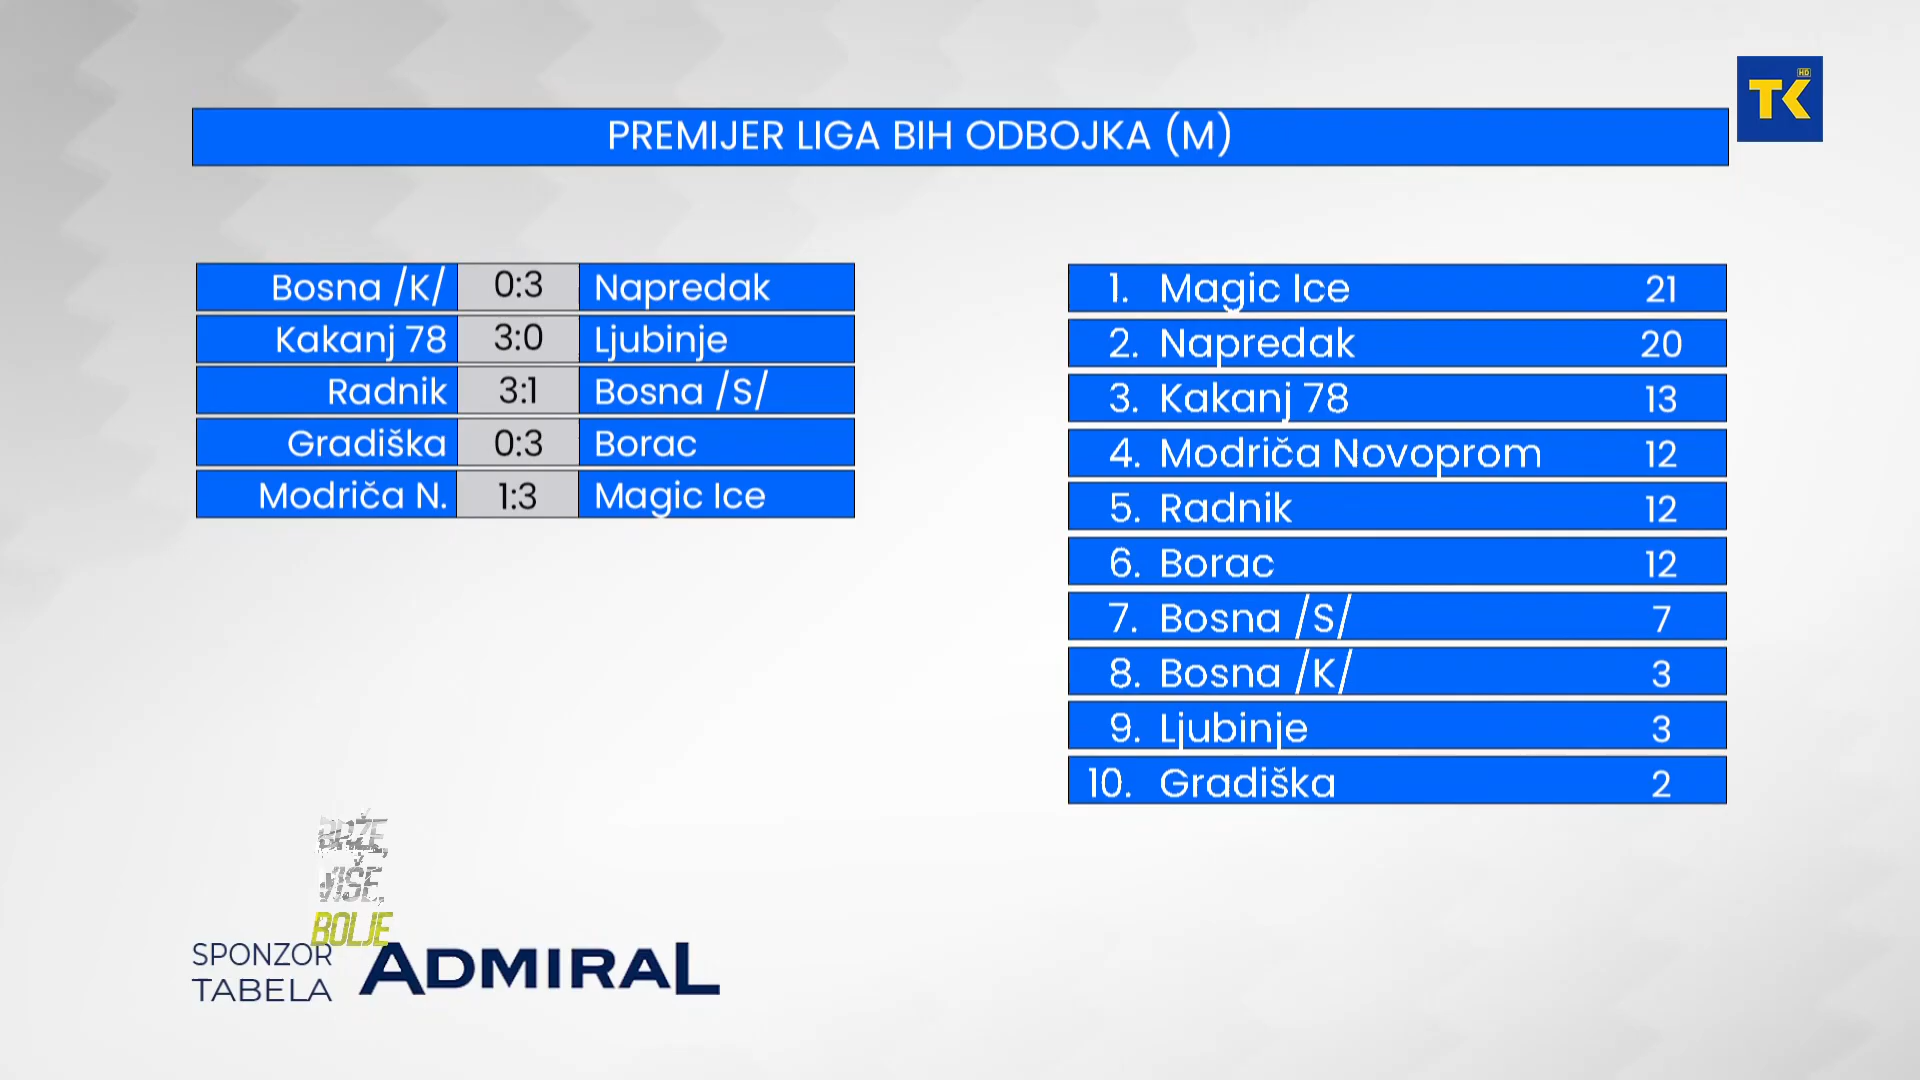 TK HD
PREMIJER LIGA BIH ODBOJKA (M)
Bosna /K/ 0:3 Napredak
Kakanj 78 3:0 Ljubinje
Radnik 3:1 Bosna /S/
Gradiška 0:3 Borac
Modriča N. 1:3 Magic Ice
1. Magic Ice 21
2. Napredak 20
3. Kakanj 78 13
4. Modriča Novoprom 12
5. Radnik 12
6. Borac 12
7. Bosna /S/ 7
8. Bosna /K/ 3
9. Ljubinje 3
10. Gradiška 2
BRŽE,
VIŠE,
BOLJE
SPONZOR
TABELA
ADMIRAL